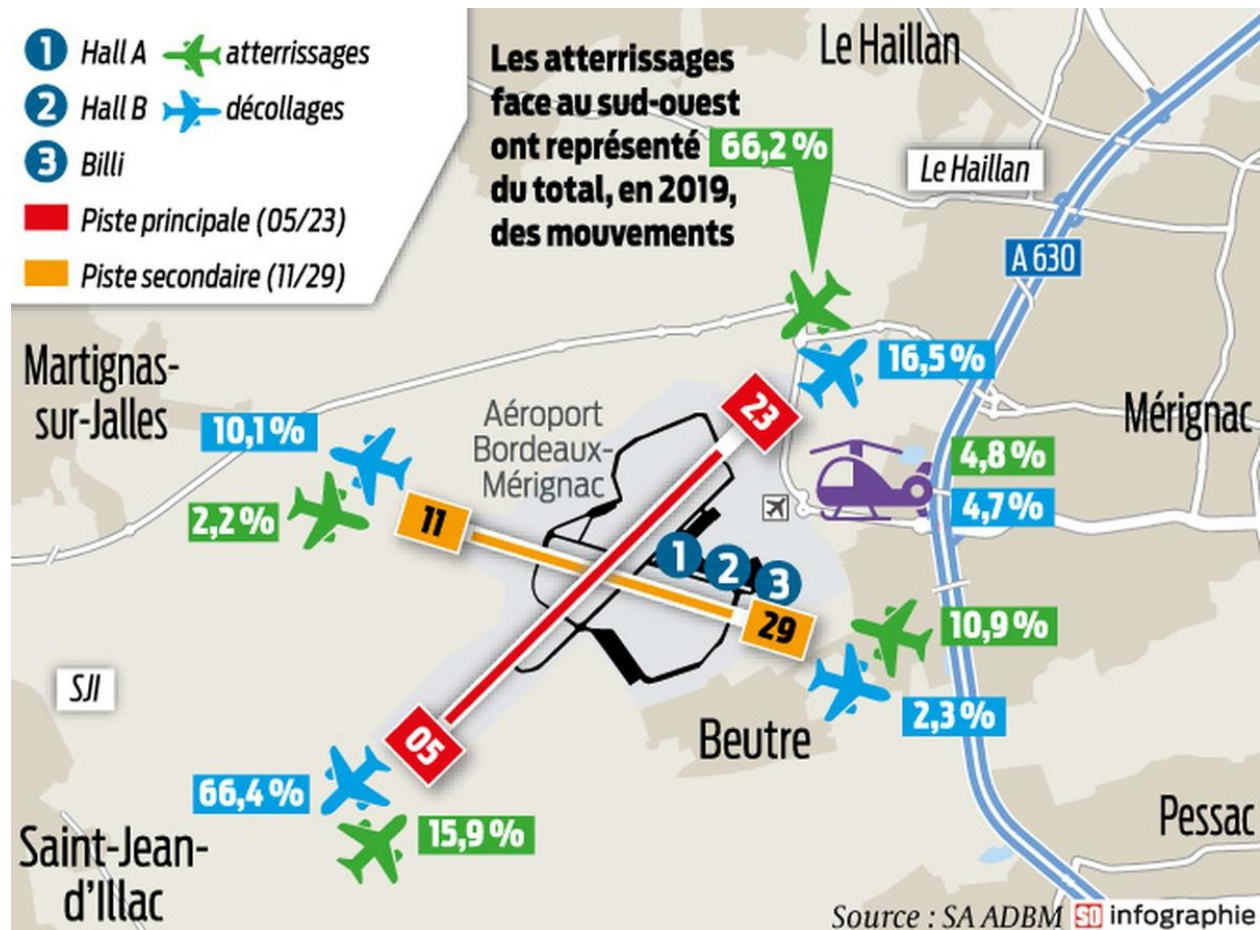 1 Hall A atterrissages
2 Hall B décollages
3 Billi
Piste principale (05/23)
Piste secondaire (11/29)
Les atterrissages
face au sud-ouest
ont représenté 66,2 %
du total, en 2019,
des mouvements
Le Haillan
Le Haillan
A 630
Martignas-
sur-Jalles
Mérignac
16,5 %
10,1 %
2,2 %
Aéroport
Bordeaux-
Mérignac
23
4,8 %
4,7 %
11
1
2
3
29
10,9 %
2,3 %
SJI
Beutre
05
66,4 %
15,9 %
Pessac
Saint-Jean-
d'Illac
Source : SA ADBM SO infographie